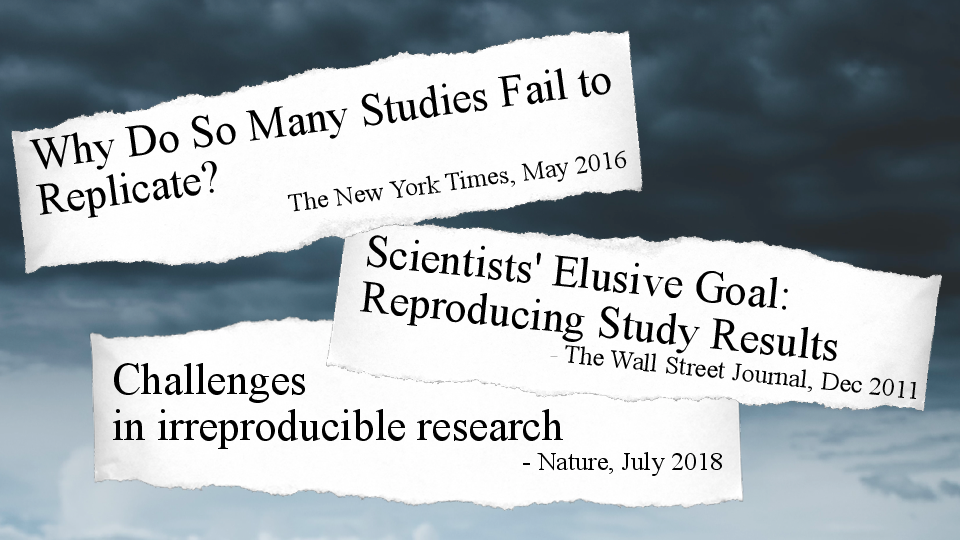 Why Do So Many Studies Fail to
Replicate?
The New York Times, May 2016
Scientists' Elusive Goal:
Reproducing Study Results
- The Wall Street Journal, Dec 2011
Challenges
in irreproducible research
- Nature, July 2018